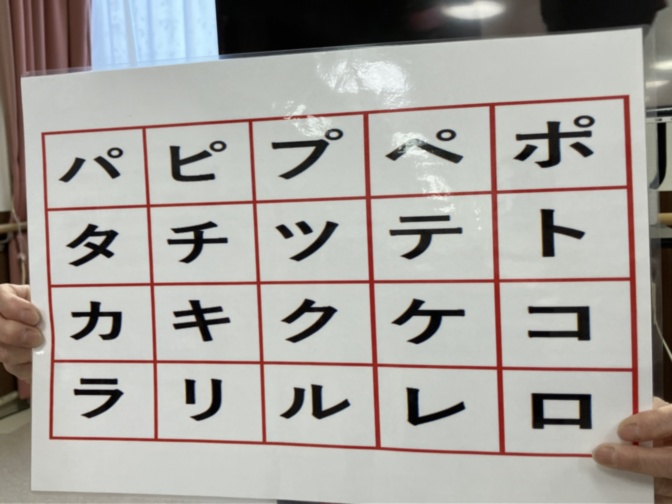 パ ピ プ ペ ポ
タ チ ツ テ ト
カ キ ク ケ コ
ラ リ ル レ ロ